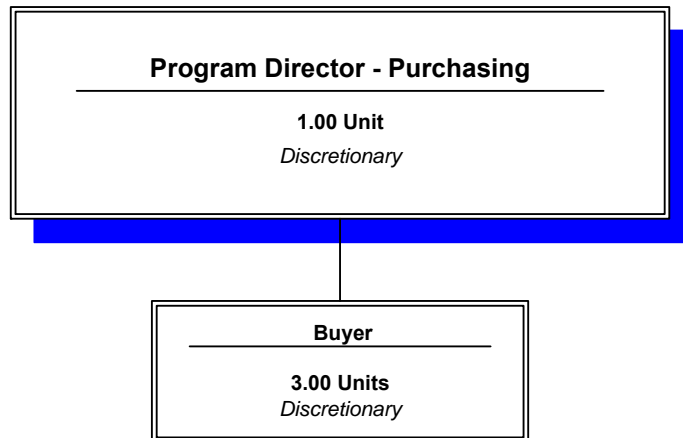 Program Director - Purchasing
1.00 Unit
Discretionary
Buyer
3.00 Units
Discretionary